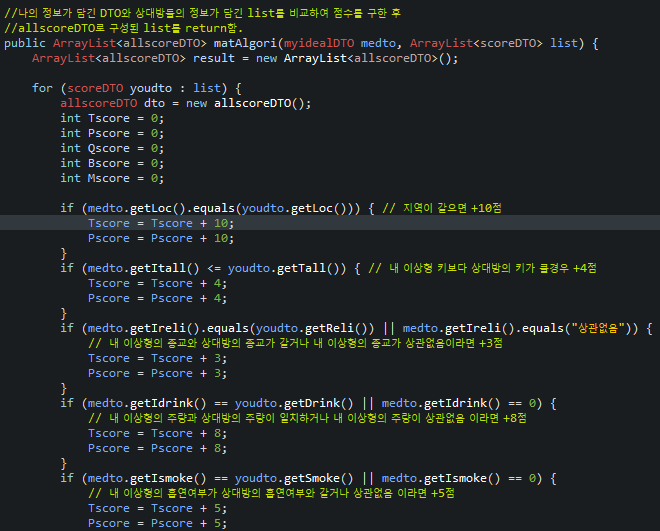 //나의 정보가 담긴 DTO와 상대방들의 정보가 담긴 list를 비교하여 점수를 구한 후
//allscoreDTO로 구성된 list를 return함.
public ArrayList<allscoreDTO> matAlgori(myidealDTO medto, ArrayList<scoreDTO> list) {
ArrayList<allscoreDTO> result = new ArrayList<allscoreDTO>();
for (scoreDTO youdto : list) {
allscoreDTO dto = new allscoreDTO();
int Tscore = 0;
int Pscore = 0;
int Qscore = 0;
int Bscore = 0;
int Mscore = 0;
if (medto.getLoc().equals(youdto.getLoc())) { // 지역이 같으면 +10점
Tscore = Tscore + 10;
Pscore = Pscore + 10;
}
if (medto.getItall() <= youdto.getTall()) { // 내 이상형 키보다 상대방의 키가 클경우 +4점
Tscore = Tscore + 4;
Pscore = Pscore + 4;
}
if (medto.getIreli().equals(youdto.getReli()) || medto.getIreli().equals("상관없음")) {
// 내 이상형의 종교와 상대방의 종교가 같거나 내 이상형의 종교가 상관없음이라면 +3점
Tscore = Tscore + 3;
Pscore = Pscore + 3;
}
if (medto.getIdrink() == youdto.getDrink() || medto.getIdrink() == 0) {
// 내 이상형의 주량과 상대방의 주량이 일치하거나 내 이상형의 주량이 상관없음 이라면 +8점
Tscore = Tscore + 8;
Pscore = Pscore + 8;
}
if (medto.getIsmoke() == youdto.getSmoke() || medto.getIsmoke() == 0) {
// 내 이상형의 흡연여부가 상대방의 흡연여부와 같거나 상관없음 이라면 +5점
Tscore = Tscore + 5;
Pscore = Pscore + 5;